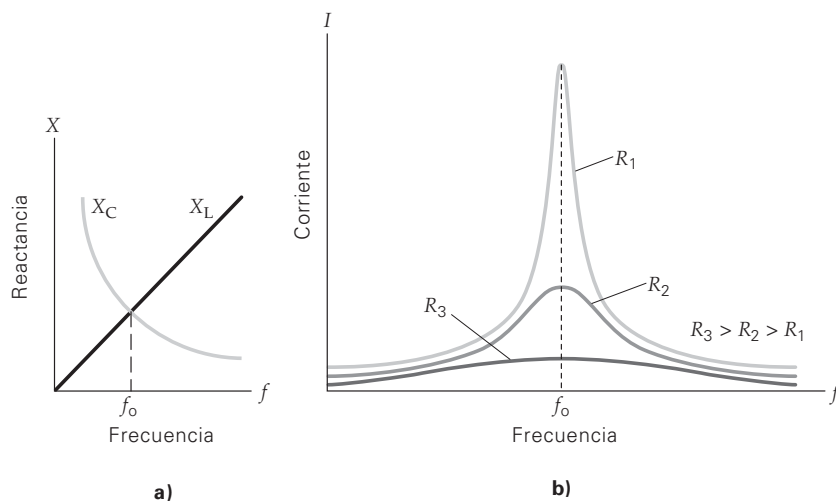 X
Reactancia
X_C
X_L
f_o
f
Frecuencia
a)
I
Corriente
R_1
R_2
R_3
R_3 > R_2 > R_1
f_o
f
Frecuencia
b)